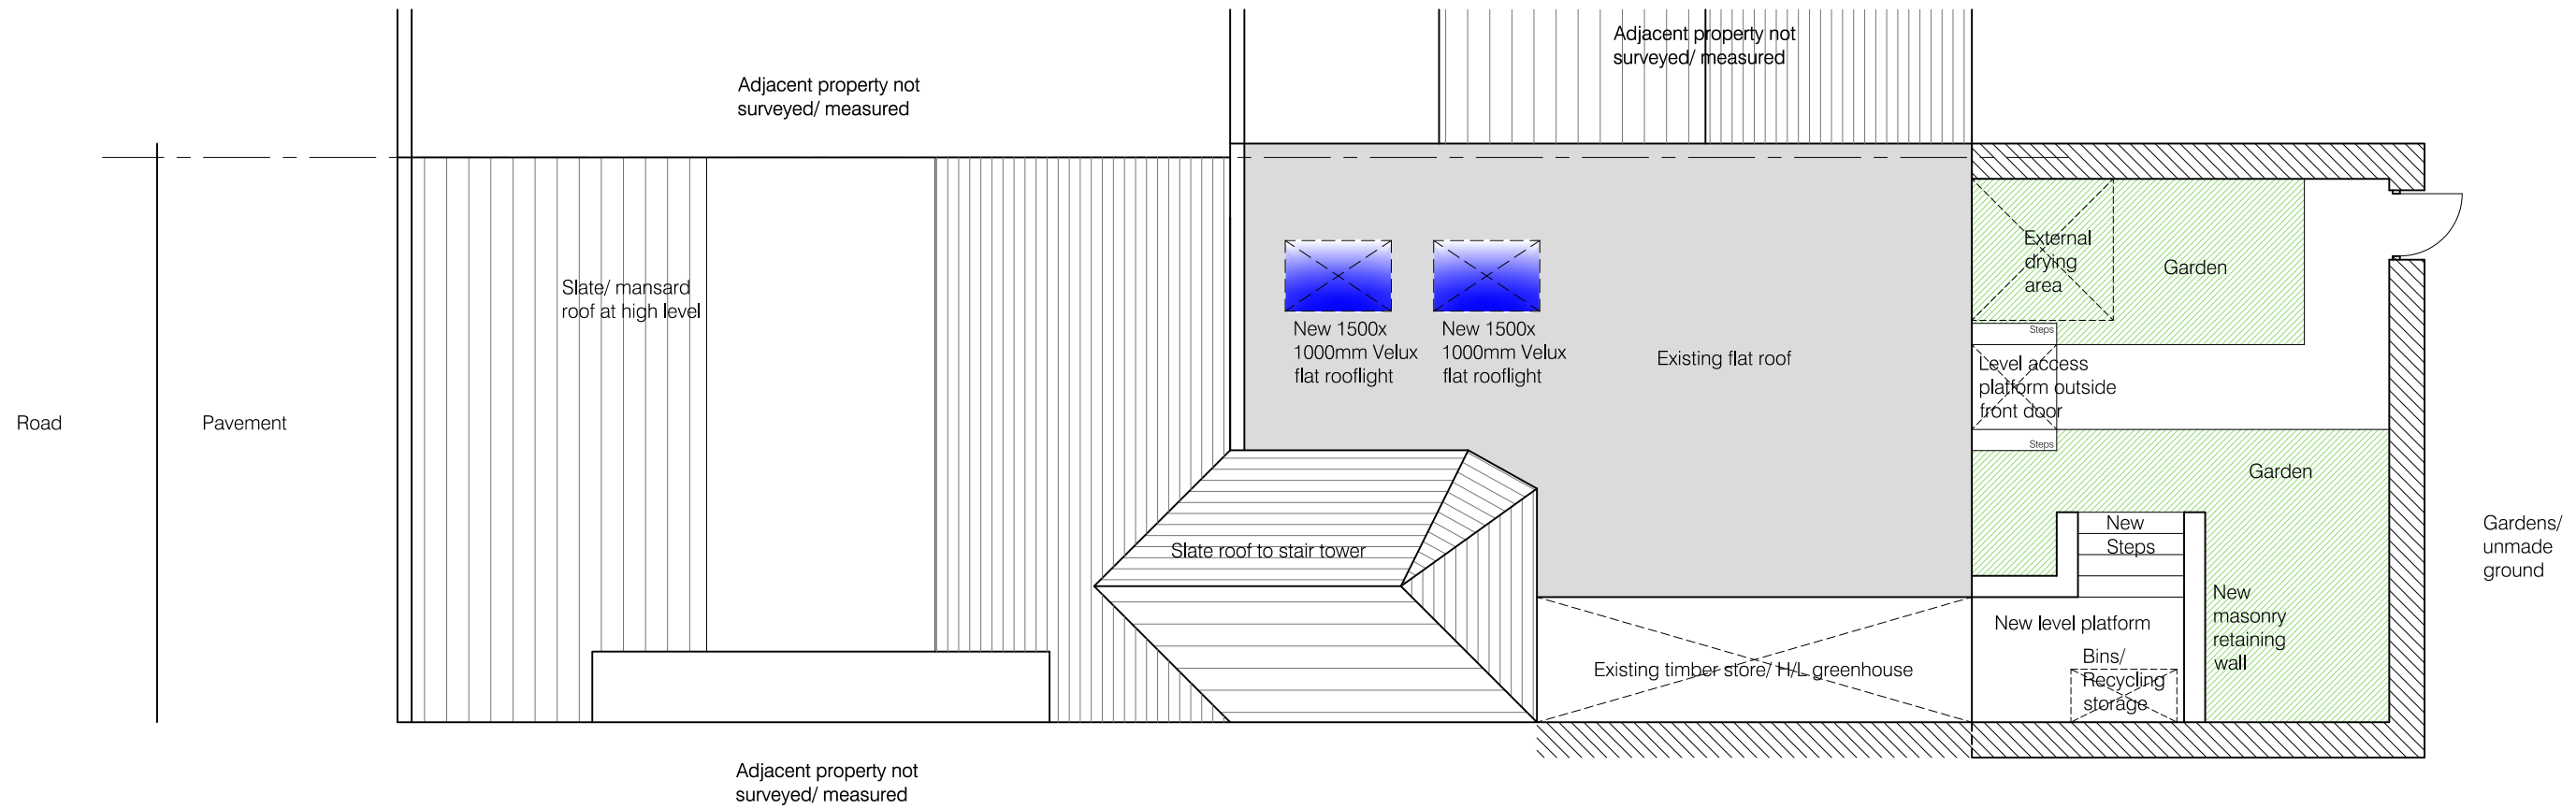 Adjacent property not
surveyed/ measured
Adjacent property not
surveyed/ measured
Slate/ mansard
roof at high level
New 1500x
1000mm Velux
flat rooflight
New 1500x
1000mm Velux
flat rooflight
Existing flat roof
External
drying
area
Garden
Steps
Level access
platform outside
front door
Steps
Road
Pavement
Garden
Slate roof to stair tower
New
Steps
Gardens/
unmade
ground
New
masonry
retaining
wall
New level platform
Existing timber store/ H/L greenhouse
Bins/
Recycling
storage
Adjacent property not
surveyed/ measured